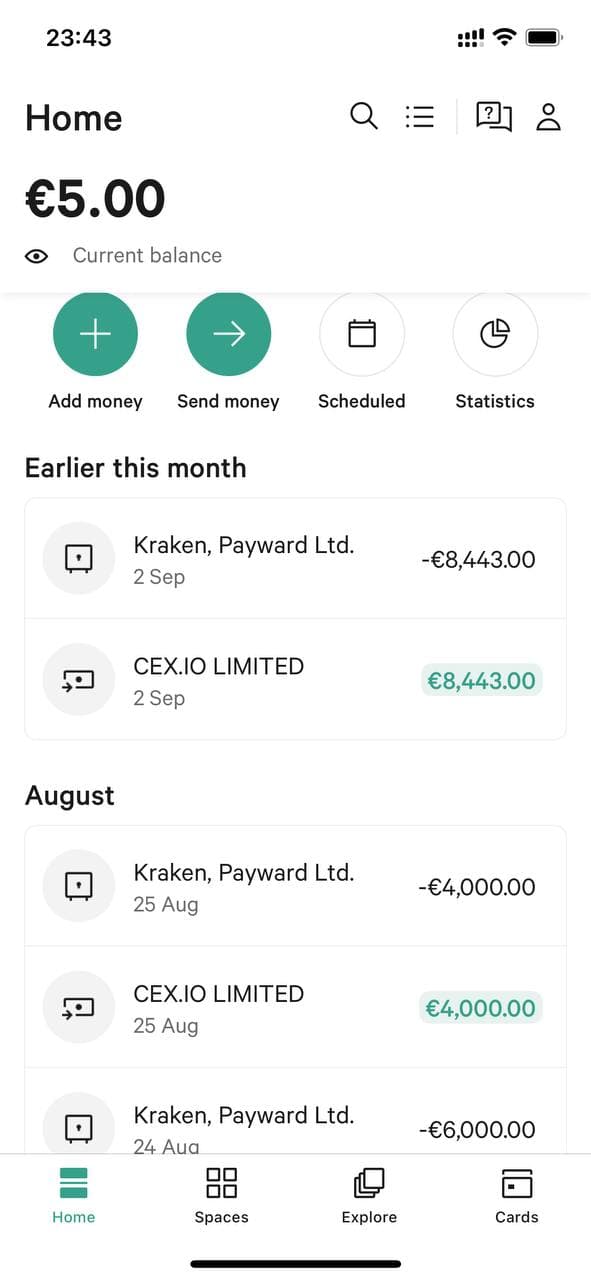 23:43
Home
€5.00
Current balance
Add money Send money Scheduled Statistics
Earlier this month
Kraken, Payward Ltd. -€8,443.00
2 Sep
CEX.IO LIMITED €8,443.00
2 Sep
August
Kraken, Payward Ltd. -€4,000.00
25 Aug
CEX.IO LIMITED €4,000.00
25 Aug
Kraken, Payward Ltd. -€6,000.00
24 Aug
Home Spaces Explore Cards